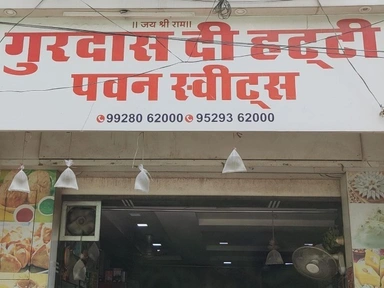 ॥ जय श्री राम॥
गुरदास दी हट्टी
पवन स्वीट्स
99280 62000 95293 62000